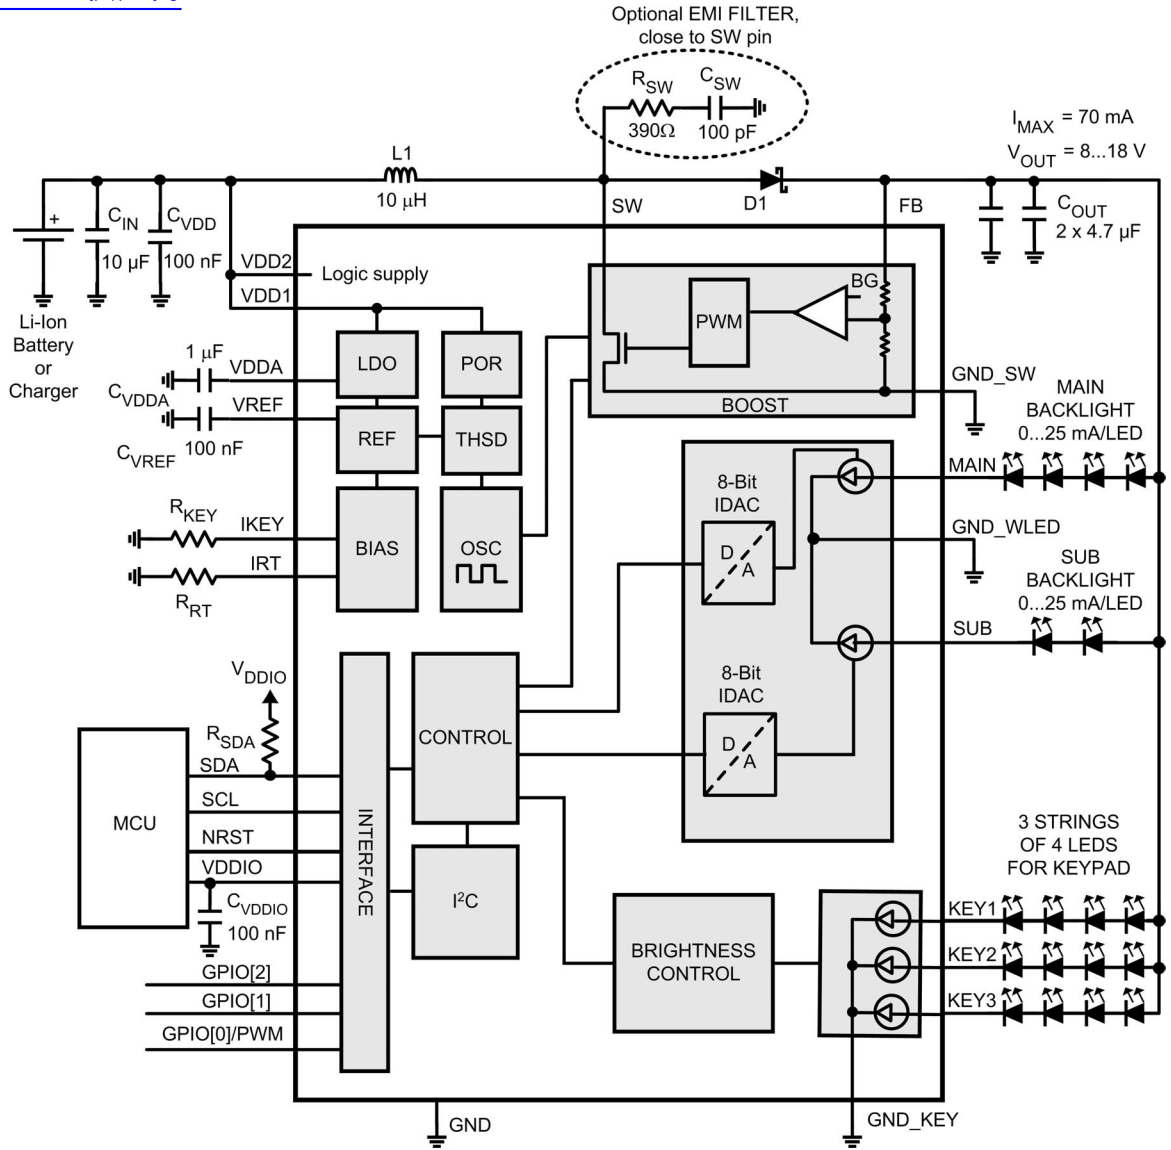 Optional EMI FILTER,
close to SW pin
R_SW
C_SW
390Ω
100 pF
I_MAX = 70 mA
V_OUT = 8...18 V
L1
10 µH
SW
D1
FB
C_OUT
2 x 4.7 µF
+
C_IN
10 µF
C_VDD
100 nF
Li-Ion
Battery
or
Charger
VDD2
Logic supply
VDD1
BG
PWM
BOOST
GND_SW
LDO
POR
1 µF
VDDA
C_VDDA
VREF
100 nF
C_VREF
REF
THSD
R_KEY
IKEY
IRT
R_RT
BIAS
OSC
MAIN
BACKLIGHT
0...25 mA/LED
MAIN
8-Bit
IDAC
D
A
GND_WLED
SUB
BACKLIGHT
0...25 mA/LED
SUB
8-Bit
IDAC
D
A
V_DDIO
R_SDA
SDA
SCL
NRST
VDDIO
MCU
C_VDDIO
100 nF
INTERFACE
CONTROL
I²C
GPIO[2]
GPIO[1]
GPIO[0]/PWM
BRIGHTNESS
CONTROL
3 STRINGS
OF 4 LEDS
FOR KEYPAD
KEY1
KEY2
KEY3
GND
GND_KEY